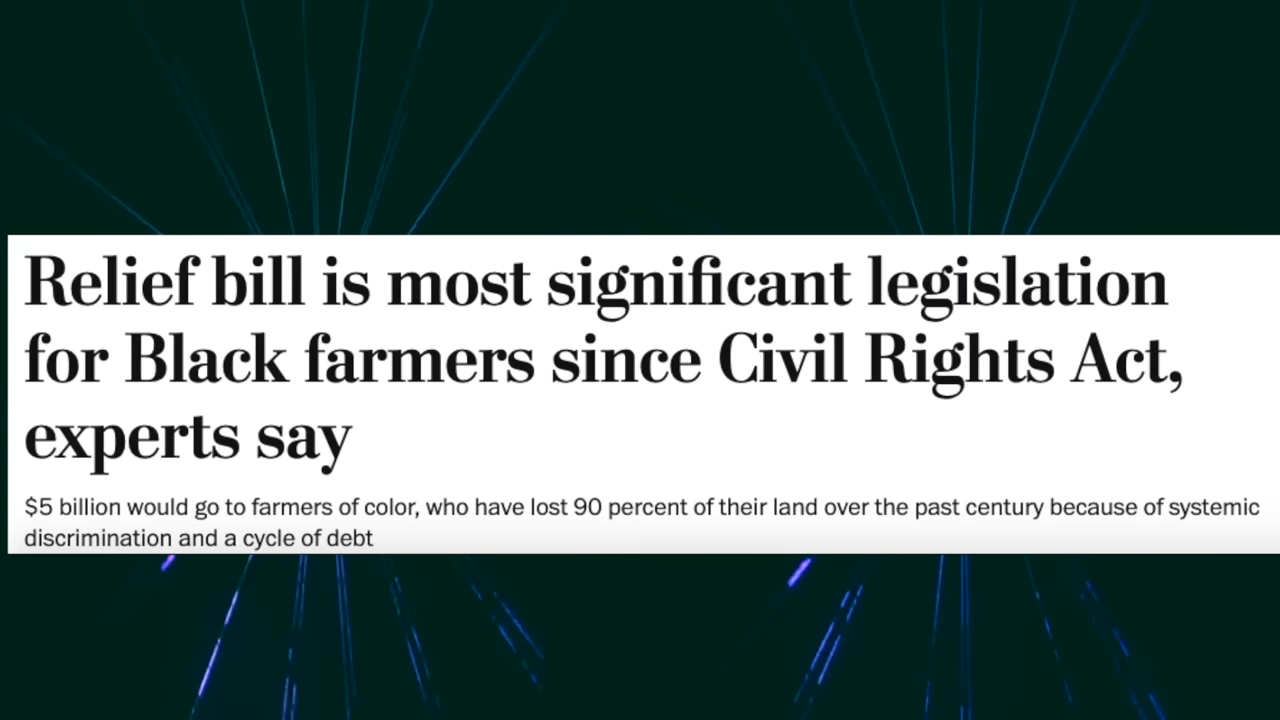 Relief bill is most significant legislation
for Black farmers since Civil Rights Act,
experts say
$5 billion would go to farmers of color, who have lost 90 percent of their land over the past century because of systemic
discrimination and a cycle of debt